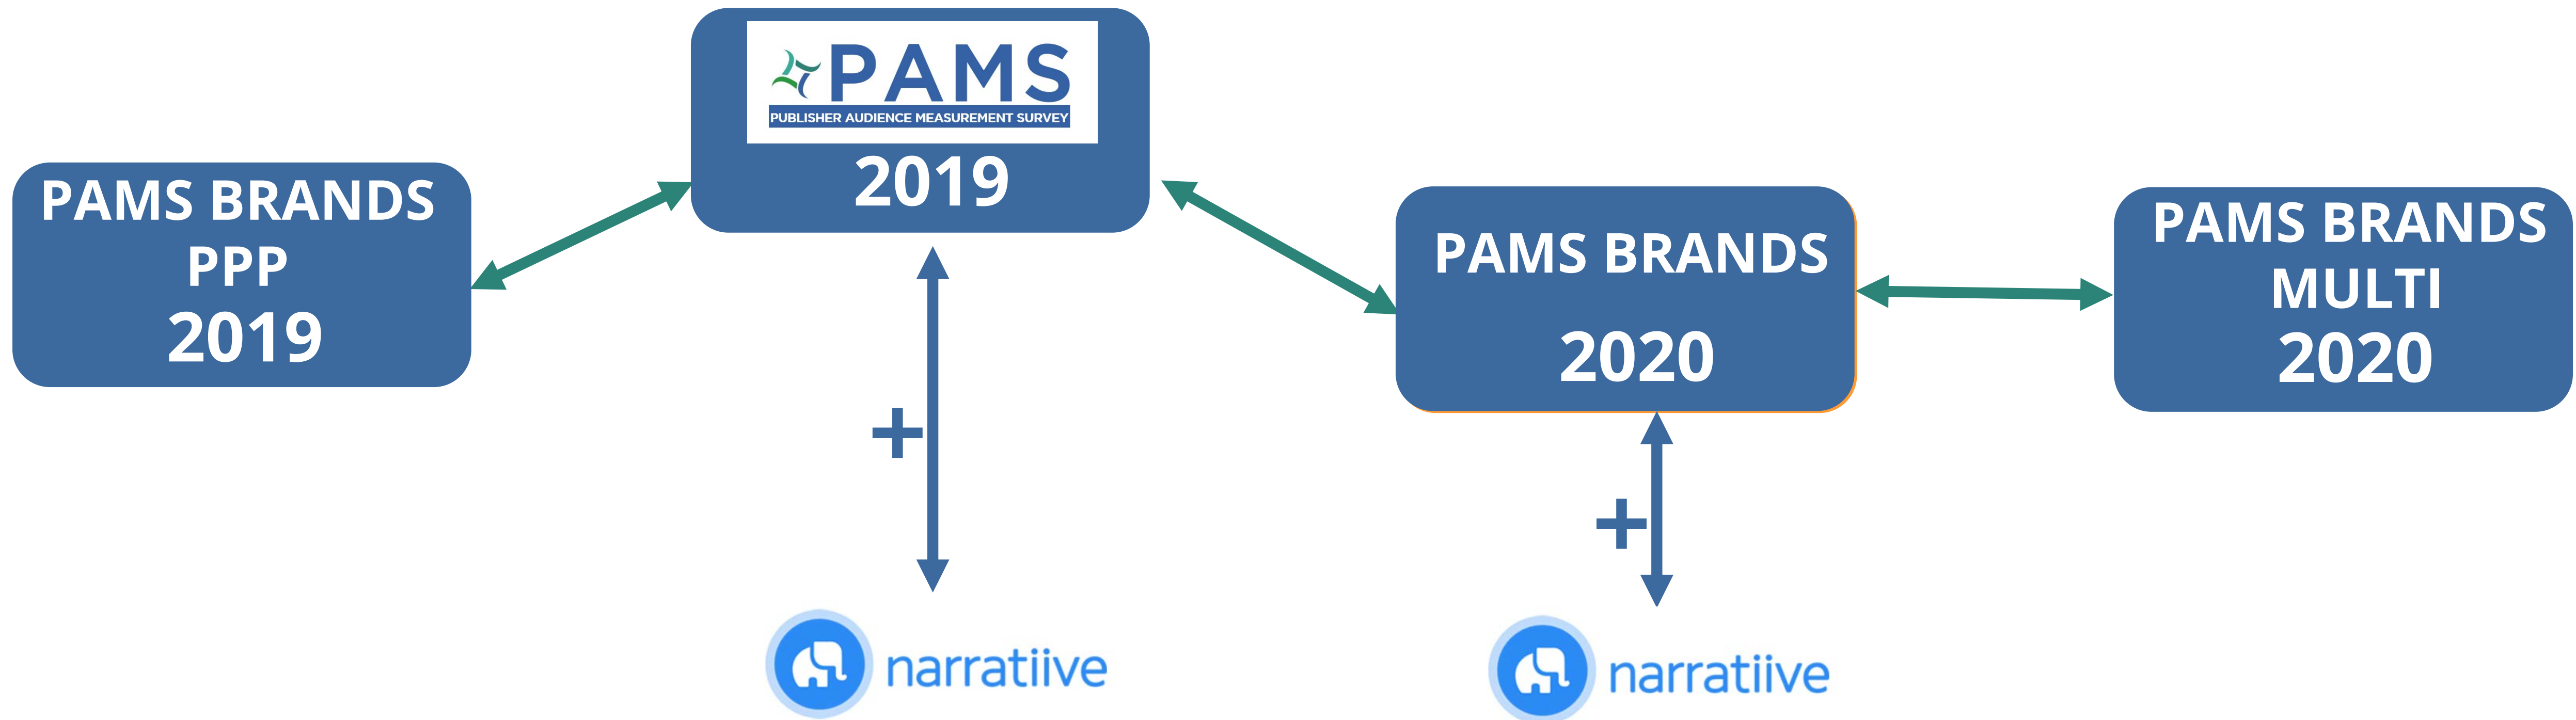 PAMS
PUBLISHER AUDIENCE MEASUREMENT SURVEY
2019
PAMS BRANDS
PPP
2019
PAMS BRANDS
2020
PAMS BRANDS
MULTI
2020
+
+
narratiive
narratiive